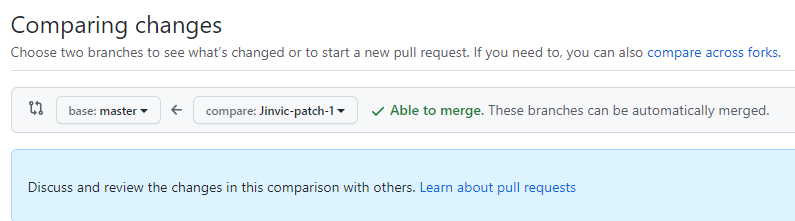 Comparing changes
Choose two branches to see what's changed or to start a new pull request. If you need to, you can also compare across forks.
base: master compare: Jinvic-patch-1 Able to merge. These branches can be automatically merged.
Discuss and review the changes in this comparison with others. Learn about pull requests